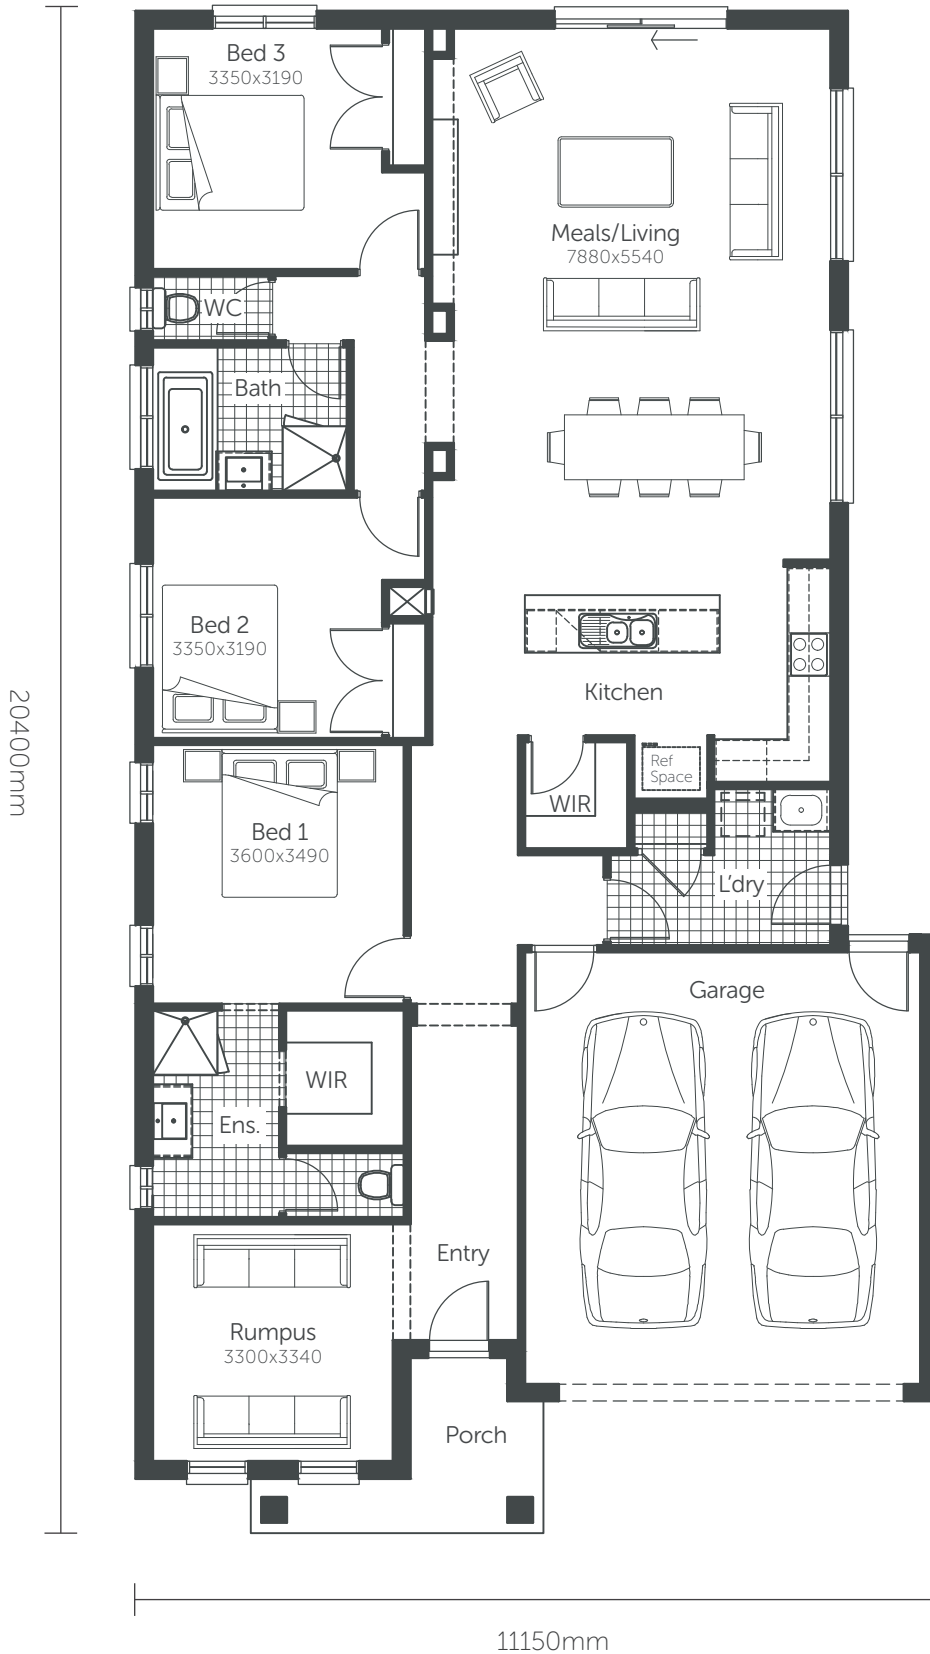 Bed 3
3350x3190
Meals/Living
7880x5540
WC
Bath
Bed 2
3350x3190
Kitchen
20400mm
Ref
Space
WIR
Bed 1
3600x3490
L'dry
Garage
WIR
Ens.
Entry
Rumpus
3300x3340
Porch
11150mm